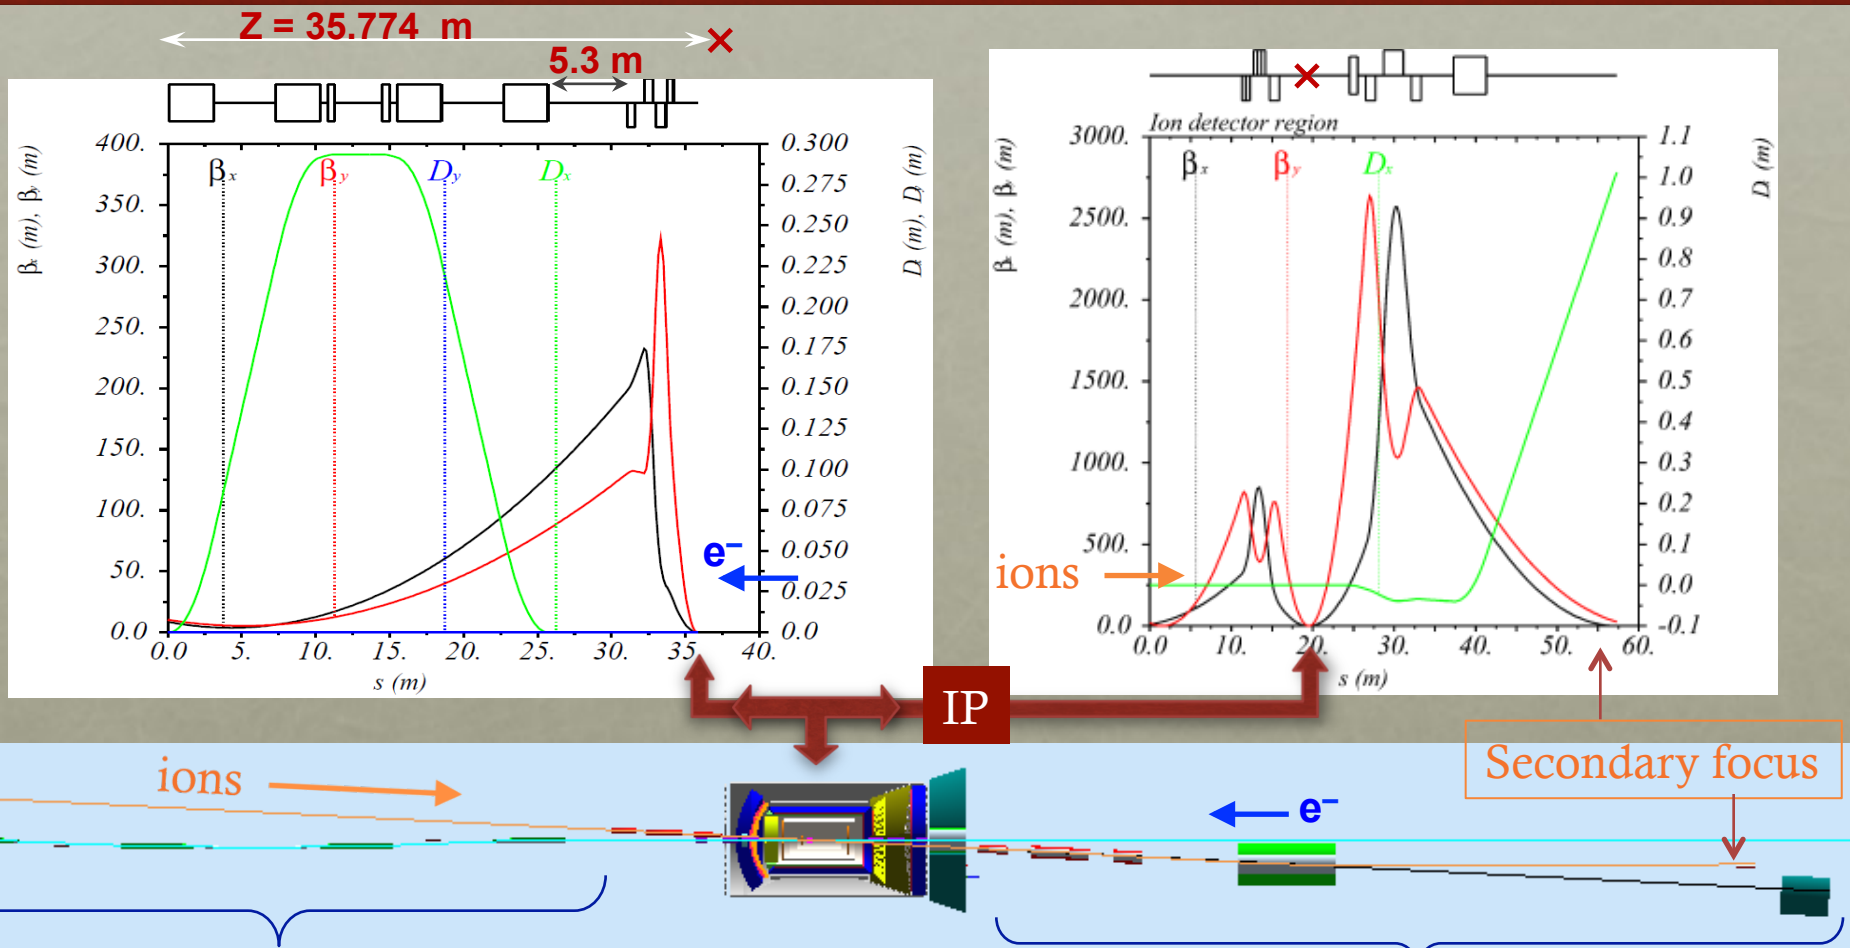 Z = 35.774 m
5.3 m
400.
350.
300.
250.
200.
150.
100.
50.
0.0
βx (m), βy (m)
βx
βy
Dy
Dx
0.300
0.275
0.250
0.225
0.200
0.175
0.150
0.125
0.100
0.075
0.050
0.025
0.0
Dx (m), Dy (m)
e–
0.0 5. 10. 15. 20. 25. 30. 35. 40.
s (m)
Ion detector region
3000.
2500.
2000.
1500.
1000.
500.
0.0
βx (m), βy (m)
βx
βy
Dx
1.1
1.0
0.9
0.8
0.7
0.6
0.5
0.4
0.3
0.2
0.1
0.0
-0.1
D (m)
ions
0.0 10. 20. 30. 40. 50. 60.
s (m)
IP
Secondary focus
ions
e–